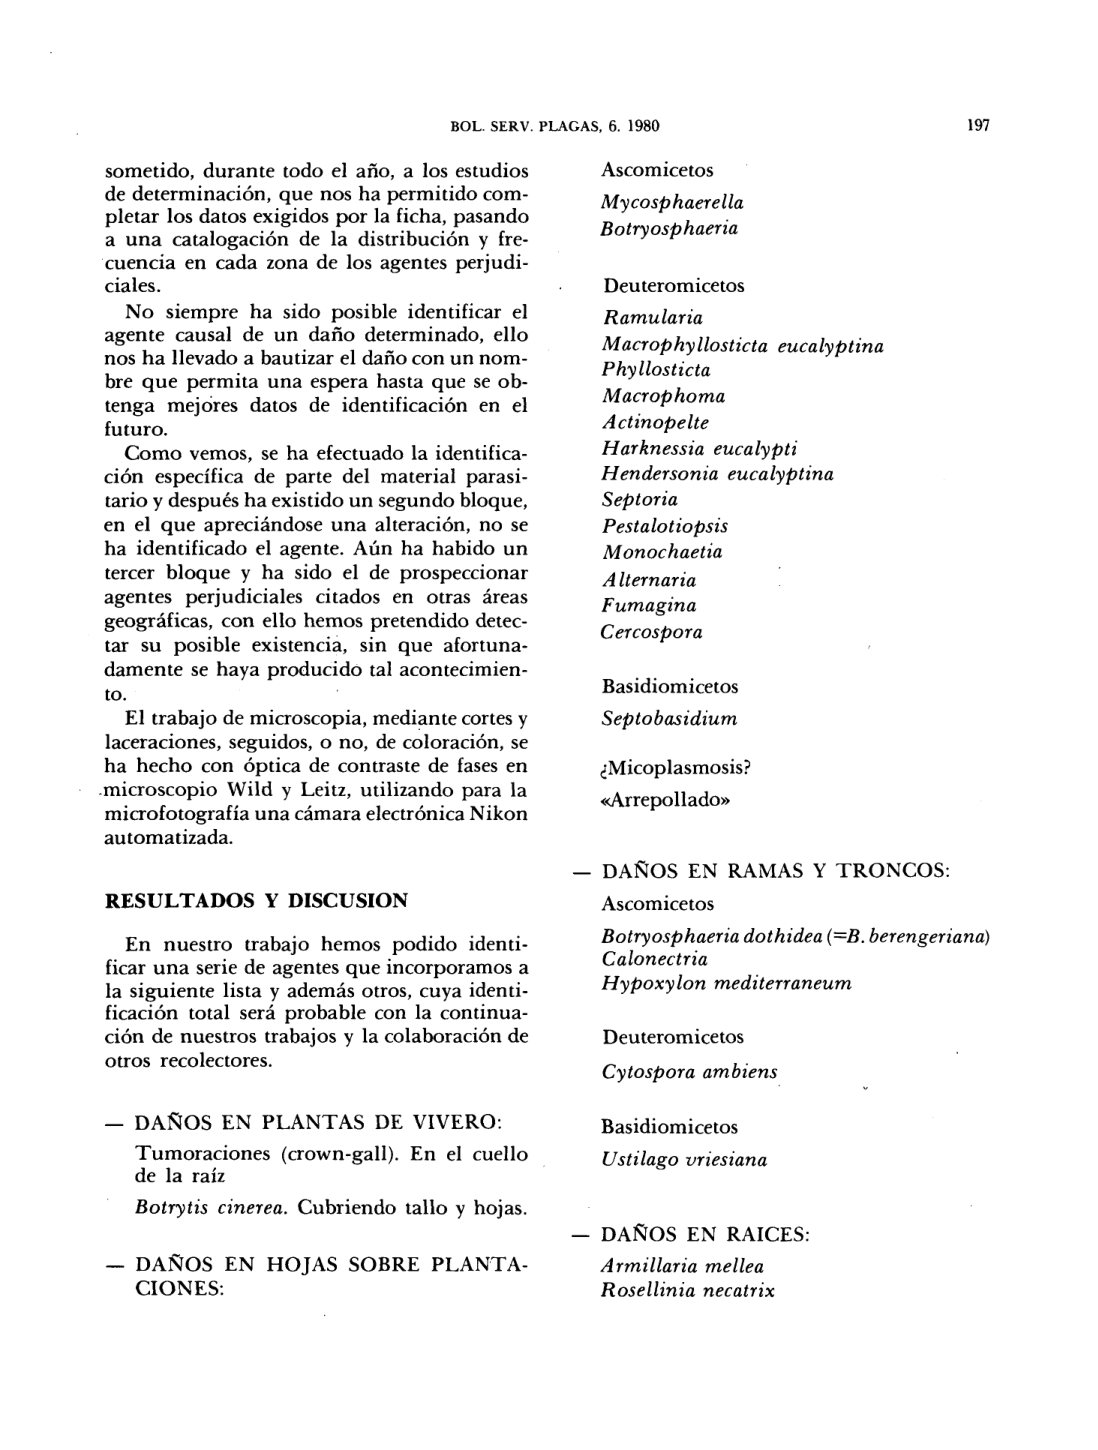 BOL. SERV. PLAGAS, 6. 1980
197
sometido, durante todo el año, a los estudios
de determinación, que nos ha permitido com-
pletar los datos exigidos por la ficha, pasando
a una catalogación de la distribución y fre-
cuencia en cada zona de los agentes perjudi-
ciales.
No siempre ha sido posible identificar el
agente causal de un daño determinado, ello
nos ha llevado a bautizar el daño con un nom-
bre que permita una espera hasta que se ob-
tenga mejores datos de identificación en el
futuro.
Como vemos, se ha efectuado la identifica-
ción específica de parte del material parasi-
tario y después ha existido un segundo bloque,
en el que apreciándose una alteración, no se
ha identificado el agente. Aún ha habido un
tercer bloque y ha sido el de prospeccionar
agentes perjudiciales citados en otras áreas
geográficas, con ello hemos pretendido detec-
tar su posible existencia, sin que afortuna-
damente se haya producido tal acontecimien-
to.
El trabajo de microscopia, mediante cortes y
laceraciones, seguidos, o no, de coloración, se
ha hecho con óptica de contraste de fases en
microscopio Wild y Leitz, utilizando para la
microfotografía una cámara electrónica Nikon
automatizada.
RESULTADOS Y DISCUSION
En nuestro trabajo hemos podido identi-
ficar una serie de agentes que incorporamos a
la siguiente lista y además otros, cuya identi-
ficación total será probable con la continua-
ción de nuestros trabajos y la colaboración de
otros recolectores.
— DAÑOS EN PLANTAS DE VIVERO:
Tumoraciones (crown-gall). En el cuello
de la raíz
Botrytis cinerea. Cubriendo tallo y hojas.
— DAÑOS EN HOJAS SOBRE PLANTA-
CIONES:
Ascomicetos
Mycosphaerella
Botryosphaeria
Deuteromicetos
Ramularia
Macrophyllosticta eucalyptina
Phyllosticta
Macrophoma
Actinopelte
Harknessia eucalypti
Hendersonia eucalyptina
Septoria
Pestalotiopsis
Monochaetia
Alternaria
Fumagina
Cercospora
Basidiomicetos
Septobasidium
¿Micoplasmosis?
«Arrepollado»
— DAÑOS EN RAMAS Y TRONCOS:
Ascomicetos
Botryosphaeria dothidea (=B. berengeriana)
Calonectria
Hypoxylon mediterraneum
Deuteromicetos
Cytospora ambiens
Basidiomicetos
Ustilago vriesiana
— DAÑOS EN RAICES:
Armillaria mellea
Rosellinia necatrix